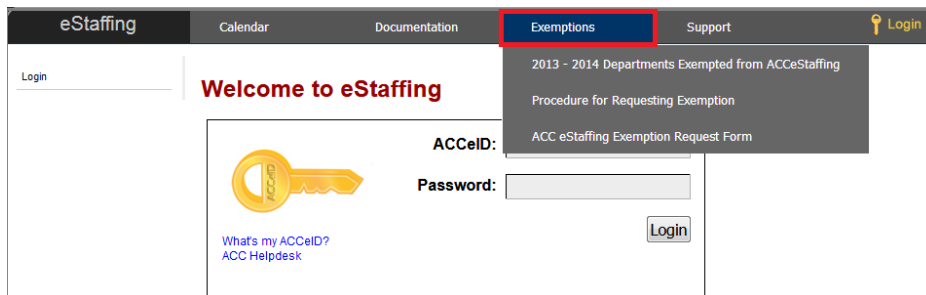 eStaffing Calendar Documentation Exemptions Support Login
Login
2013 - 2014 Departments Exempted from ACCeStaffing
Procedure for Requesting Exemption
ACC eStaffing Exemption Request Form
Welcome to eStaffing
ACCeID
ACCeID:
Password:
Login
What's my ACCeID?
ACC Helpdesk